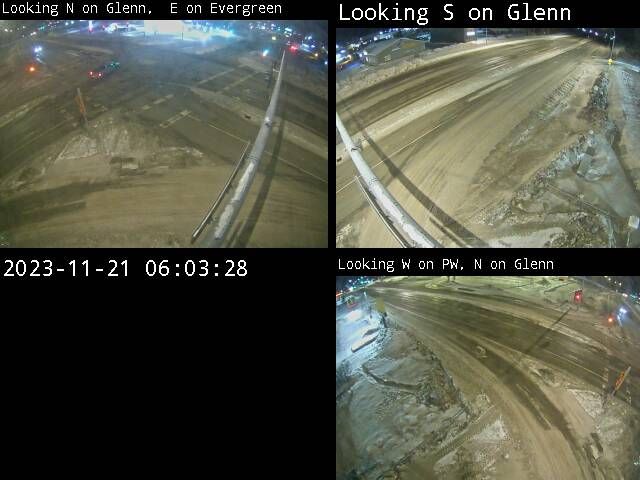 Looking N on Glenn, E on Evergreen
Looking S on Glenn
2023-11-21 06:03:28
Looking W on PW, N on Glenn